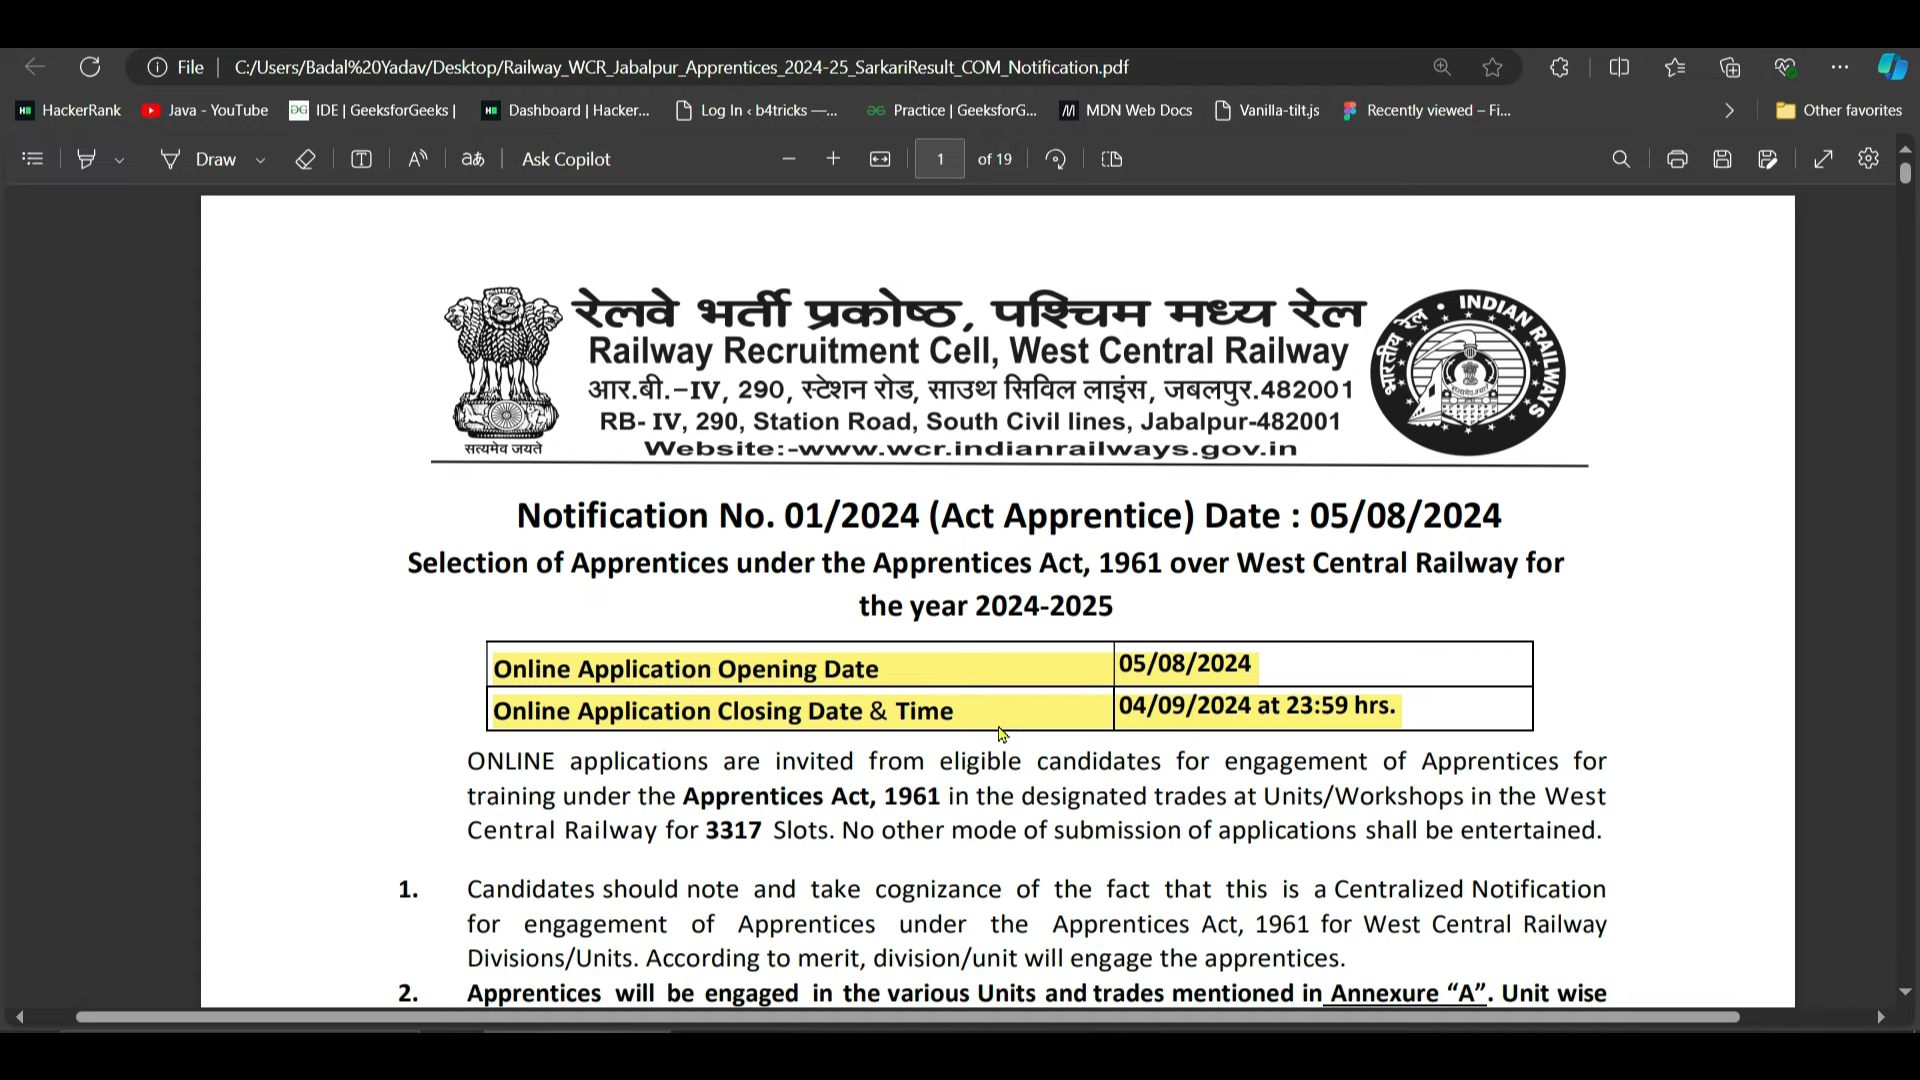 File
C:/Users/Badal%20Yadav/Desktop/Railway_WCR_Jabalpur_Apprentices_2024-25_SarkariResult_COM_Notification.pdf
HackerRank Java - YouTube IDE | GeeksforGeeks | Dashboard | Hacker... Log In ‹ b4tricks —... Practice | GeeksforG... MDN Web Docs Vanilla-tilt.js Recently viewed – Fi... Other favorites
Draw Ask Copilot 1 of 19
रेलवे भर्ती प्रकोष्ठ, पश्चिम मध्य रेल
Railway Recruitment Cell, West Central Railway
आर.बी.–IV, 290, स्टेशन रोड, साउथ सिविल लाइंस, जबलपुर.482001
RB- IV, 290, Station Road, South Civil lines, Jabalpur-482001
Website:-www.wcr.indianrailways.gov.in
सत्यमेव जयते
भारतीय रेल • INDIAN RAILWAYS
Notification No. 01/2024 (Act Apprentice) Date : 05/08/2024
Selection of Apprentices under the Apprentices Act, 1961 over West Central Railway for
the year 2024-2025
Online Application Opening Date 05/08/2024
Online Application Closing Date & Time 04/09/2024 at 23:59 hrs.
ONLINE applications are invited from eligible candidates for engagement of Apprentices for
training under the Apprentices Act, 1961 in the designated trades at Units/Workshops in the West
Central Railway for 3317 Slots. No other mode of submission of applications shall be entertained.
1. Candidates should note and take cognizance of the fact that this is a Centralized Notification
for engagement of Apprentices under the Apprentices Act, 1961 for West Central Railway
Divisions/Units. According to merit, division/unit will engage the apprentices.
2. Apprentices will be engaged in the various Units and trades mentioned in Annexure “A”. Unit wise